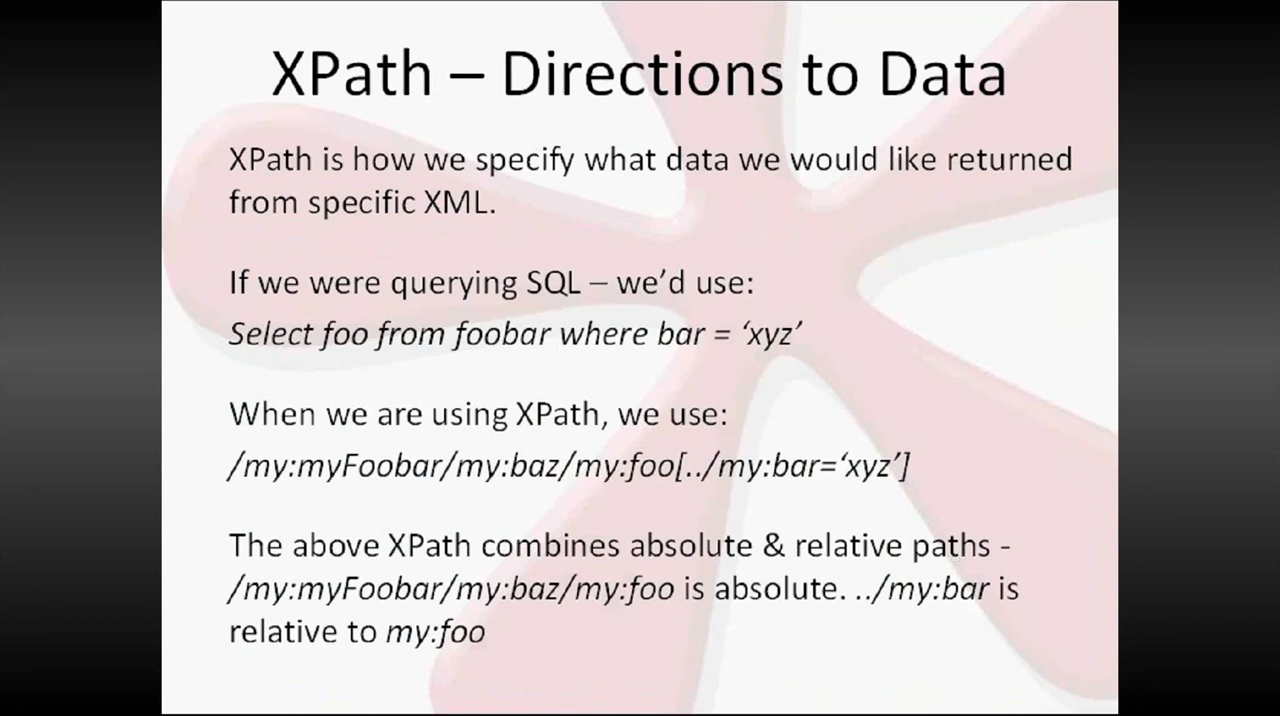 XPath – Directions to Data
XPath is how we specify what data we would like returned
from specific XML.
If we were querying SQL – we’d use:
Select foo from foobar where bar = ‘xyz’
When we are using XPath, we use:
/my:myFoobar/my:baz/my:foo[../my:bar=‘xyz’]
The above XPath combines absolute & relative paths -
/my:myFoobar/my:baz/my:foo is absolute. ../my:bar is
relative to my:foo